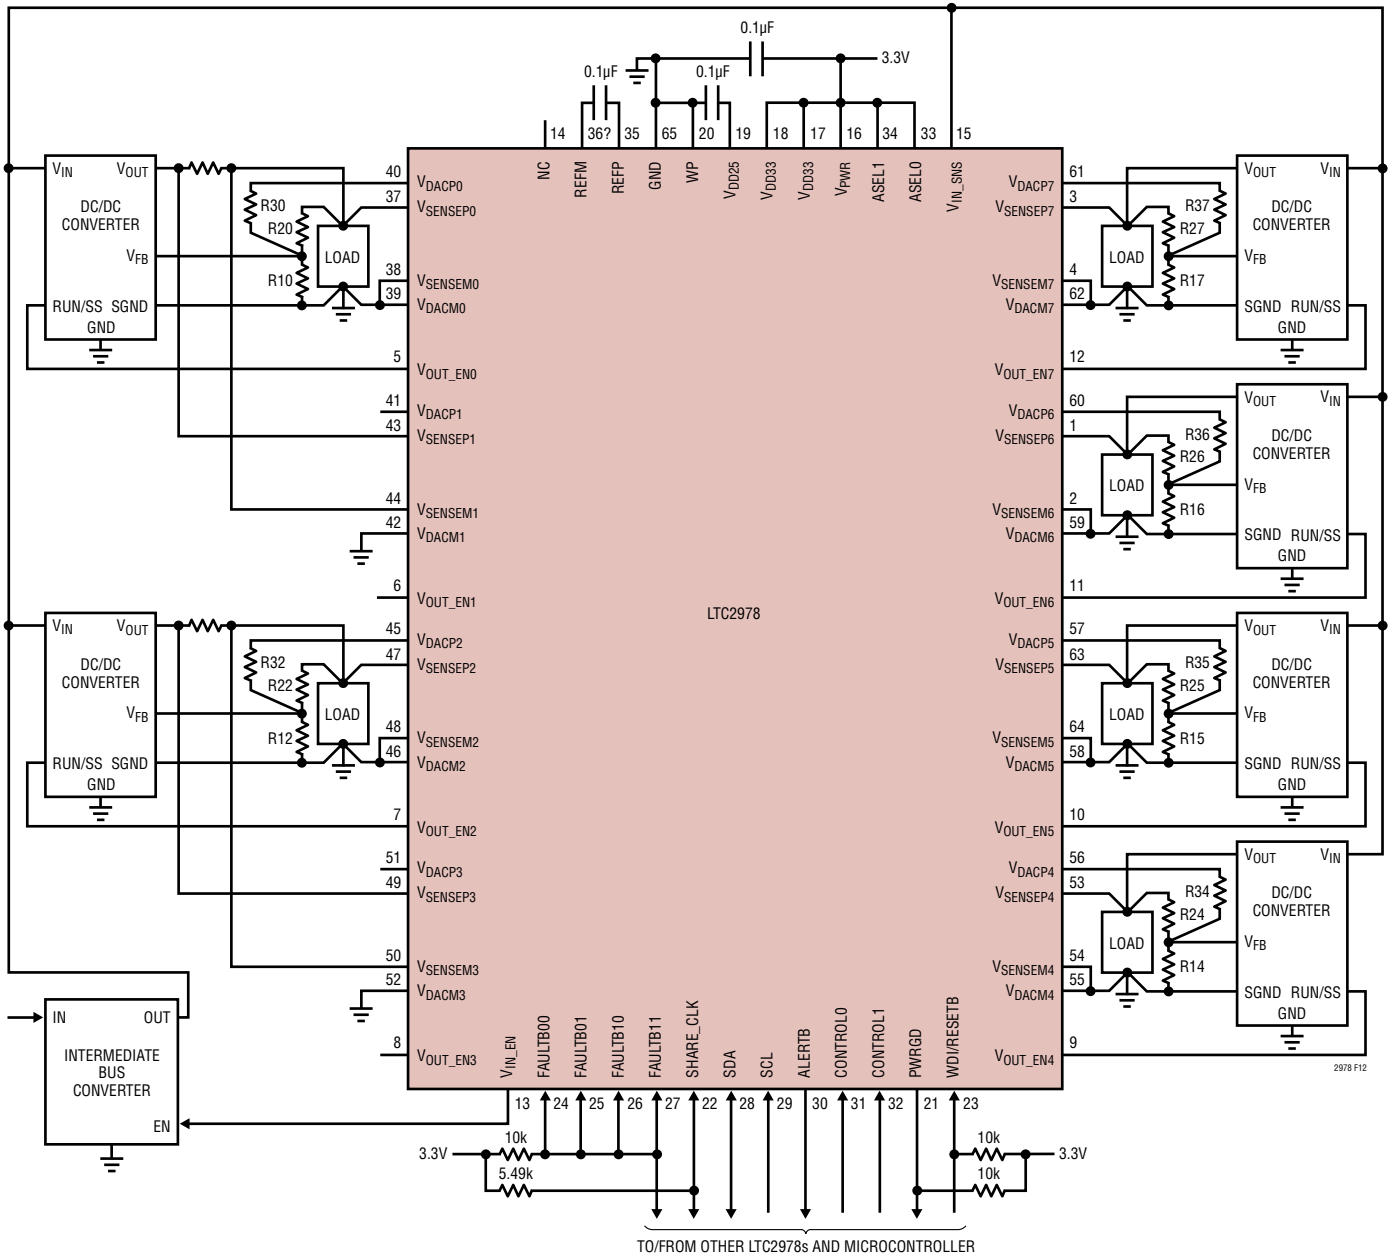 0.1µF
3.3V
0.1µF
0.1µF
14
36?
35
65
20
19
18
17
16
34
33
15
NC
REFM
REFP
GND
WP
VDD25
VDD33
VDD33
VPWR
ASEL1
ASEL0
VIN_SNS
VIN
VOUT
DC/DC
CONVERTER
VFB
RUN/SS SGND
GND
R30
R20
R10
LOAD
40
VDACP0
37
VSENSEP0
38
VSENSEM0
39
VDACM0
5
VOUT_EN0
41
VDACP1
43
VSENSEP1
44
VSENSEM1
42
VDACM1
6
VOUT_EN1
VIN
VOUT
DC/DC
CONVERTER
VFB
RUN/SS SGND
GND
R32
R22
R12
LOAD
45
VDACP2
47
VSENSEP2
48
VSENSEM2
46
VDACM2
7
VOUT_EN2
51
VDACP3
49
VSENSEP3
50
VSENSEM3
52
VDACM3
8
VOUT_EN3
LTC2978
VDACP7
61
VSENSEP7
3
VSENSEM7
4
VDACM7
62
VOUT_EN7
12
LOAD
R37
R27
R17
VOUT
VIN
DC/DC
CONVERTER
VFB
SGND RUN/SS
GND
VDACP6
60
VSENSEP6
1
VSENSEM6
2
VDACM6
59
VOUT_EN6
11
LOAD
R36
R26
R16
VOUT
VIN
DC/DC
CONVERTER
VFB
SGND RUN/SS
GND
VDACP5
57
VSENSEP5
63
VSENSEM5
64
VDACM5
58
VOUT_EN5
10
LOAD
R35
R25
R15
VOUT
VIN
DC/DC
CONVERTER
VFB
SGND RUN/SS
GND
VDACP4
56
VSENSEP4
53
VSENSEM4
54
VDACM4
55
VOUT_EN4
9
LOAD
R34
R24
R14
VOUT
VIN
DC/DC
CONVERTER
VFB
SGND RUN/SS
GND
2978 F12
IN
OUT
INTERMEDIATE
BUS
CONVERTER
EN
VIN_EN
FAULTB00
FAULTB01
FAULTB10
FAULTB11
SHARE_CLK
SDA
SCL
ALERTB
CONTROL0
CONTROL1
PWRGD
WDI/RESETB
13
24
25
26
27
22
28
29
30
31
32
21
23
3.3V
10k
5.49k
10k
10k
3.3V
TO/FROM OTHER LTC2978s AND MICROCONTROLLER